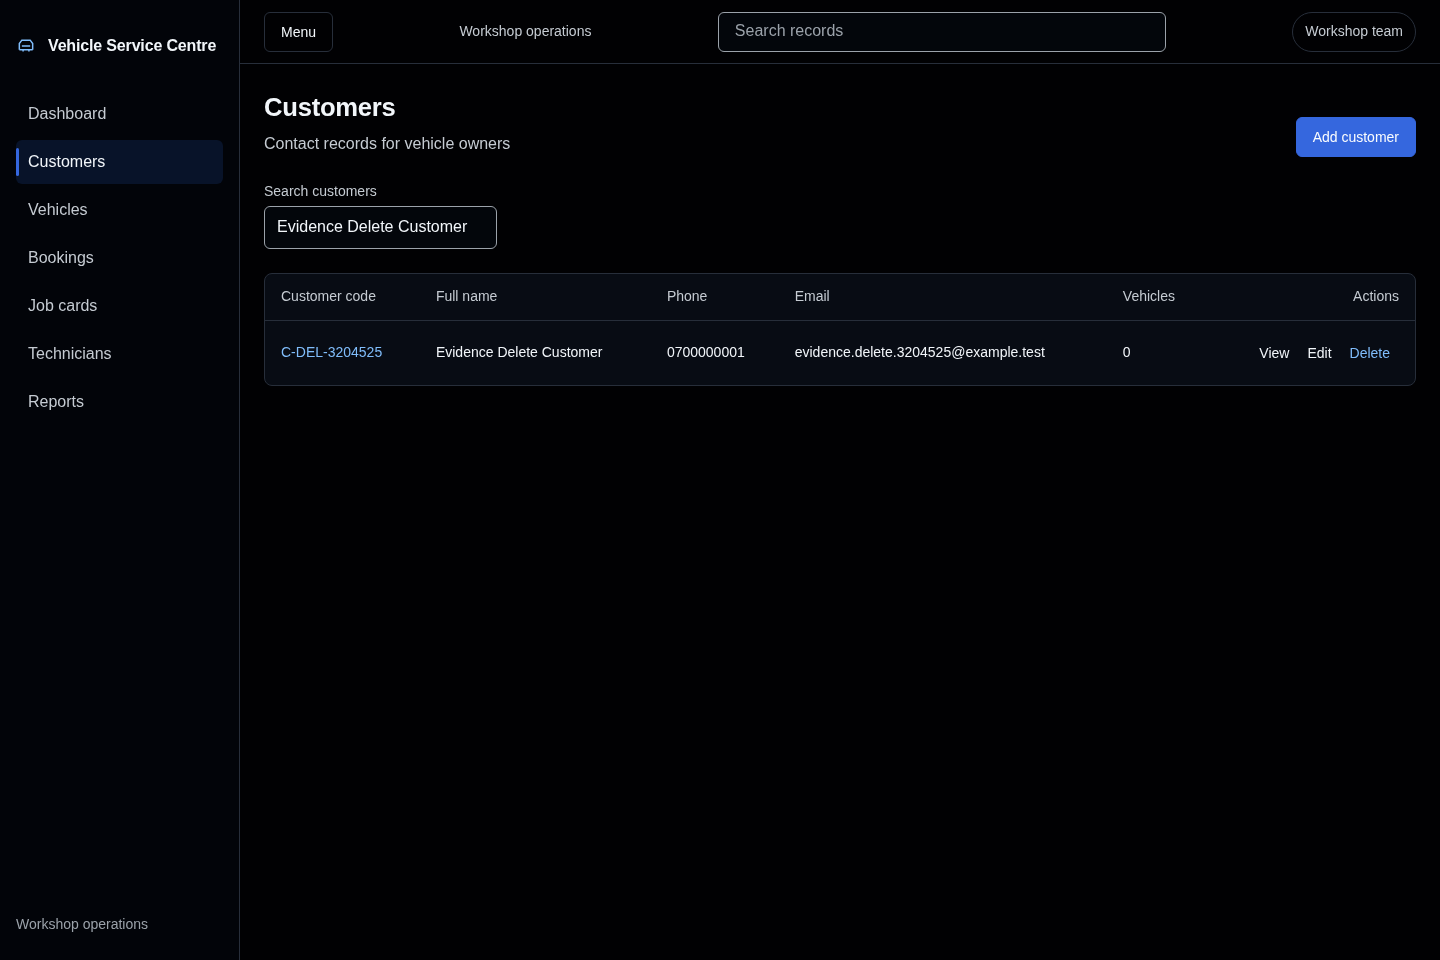 Vehicle Service Centre
Dashboard
Customers
Vehicles
Bookings
Job cards
Technicians
Reports
Workshop operations
Menu
Workshop operations
Search records
Workshop team
Customers
Contact records for vehicle owners
Add customer
Search customers
Evidence Delete Customer
Customer code Full name Phone Email Vehicles Actions
C-DEL-3204525 Evidence Delete Customer 0700000001 evidence.delete.3204525@example.test 0 View Edit Delete